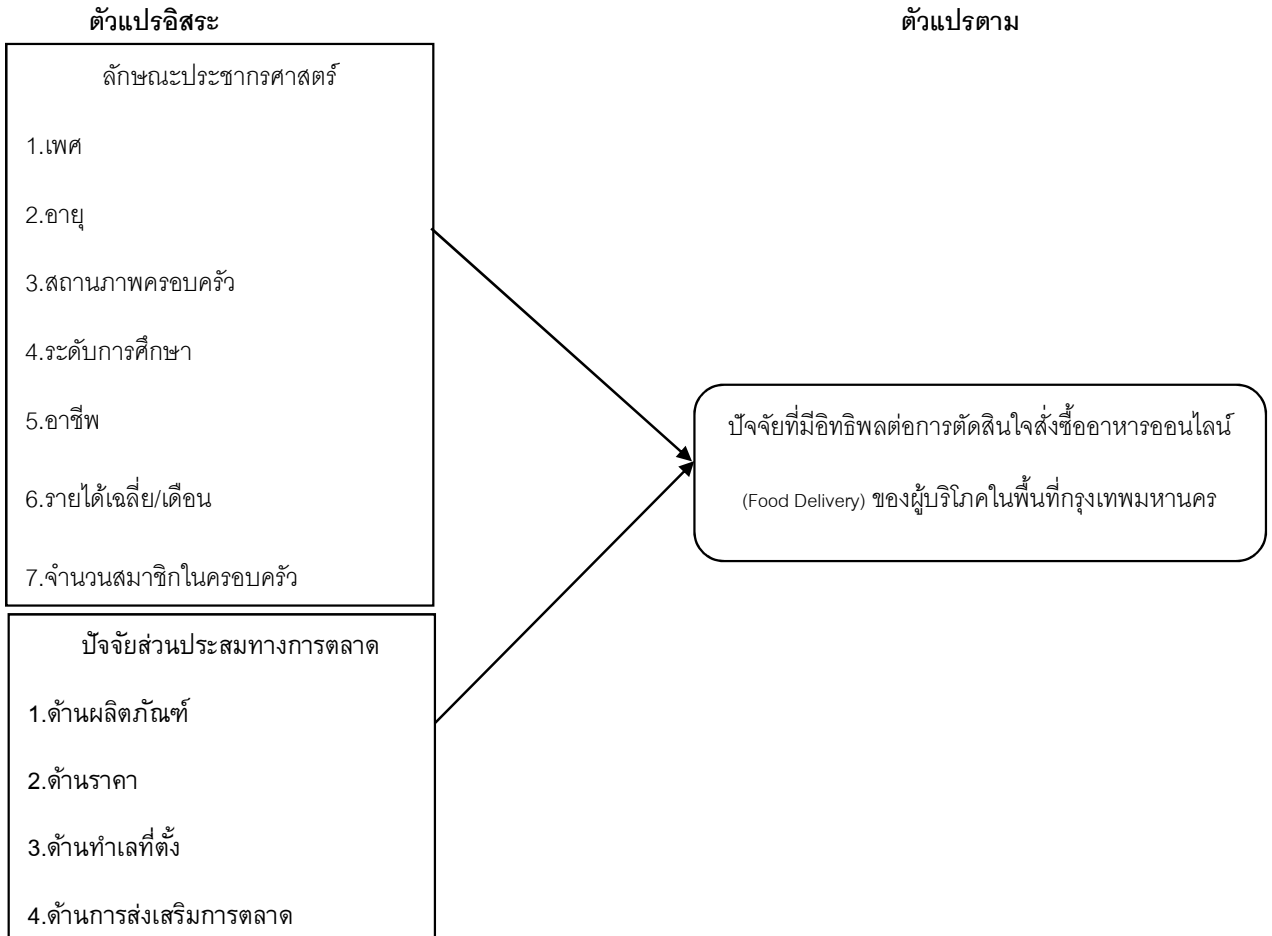 ตัวแปรอิสระ
ตัวแปรตาม
ลักษณะประชากรศาสตร์
1.เพศ
2.อายุ
3.สถานภาพครอบครัว
4.ระดับการศึกษา
5.อาชีพ
6.รายได้เฉลี่ย/เดือน
7.จำนวนสมาชิกในครอบครัว
ปัจจัยส่วนประสมทางการตลาด
1.ด้านผลิตภัณฑ์
2.ด้านราคา
3.ด้านทำเลที่ตั้ง
4.ด้านการส่งเสริมการตลาด
ปัจจัยที่มีอิทธิพลต่อการตัดสินใจสั่งซื้ออาหารออนไลน์
(Food Delivery) ของผู้บริโภคในพื้นที่กรุงเทพมหานคร